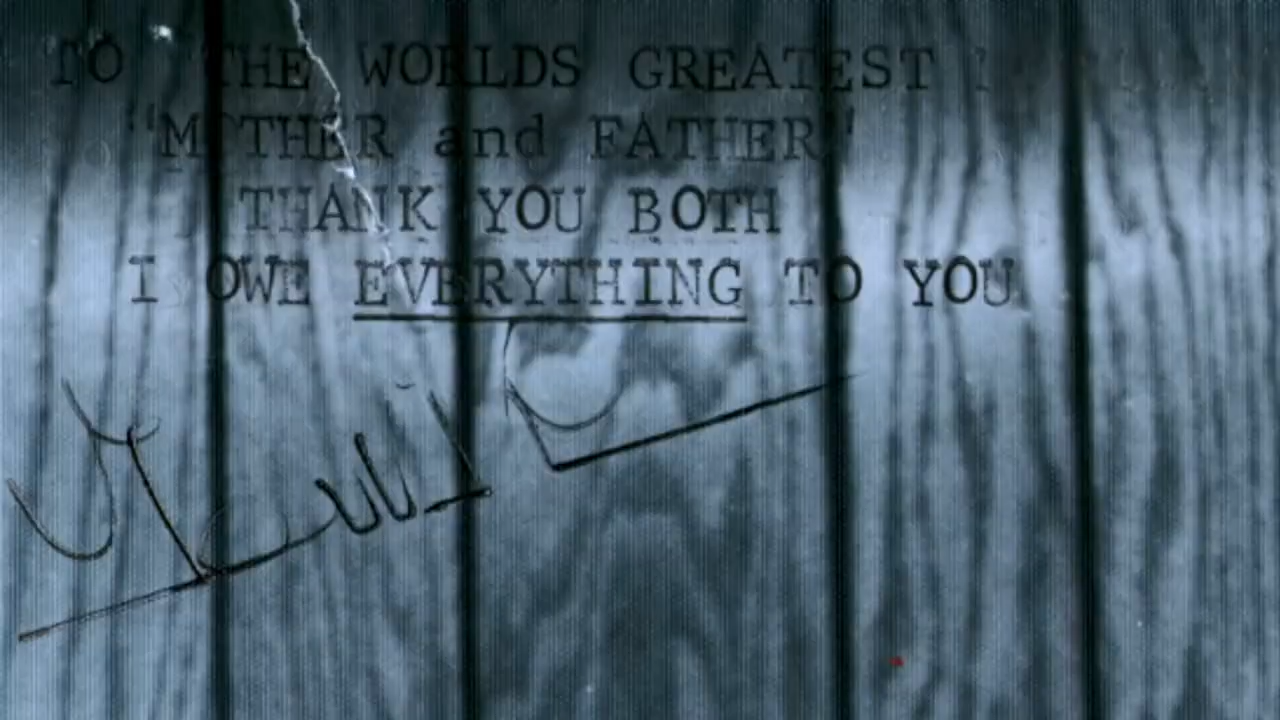 TO THE WORLDS GREATEST
"MOTHER and FATHER"
THANK YOU BOTH
I OWE EVERYTHING TO YOU